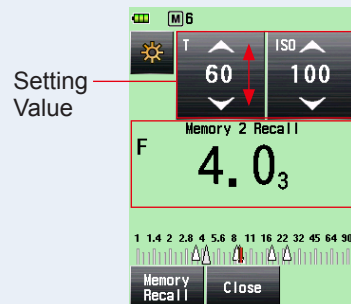 M 6
Setting
Value
T
ISO
60
100
Memory 2 Recall
F
4.03
1 1.4 2 2.8 4 5.6 8 11 16 22 32 45 64 90
Memory
Recall
Close